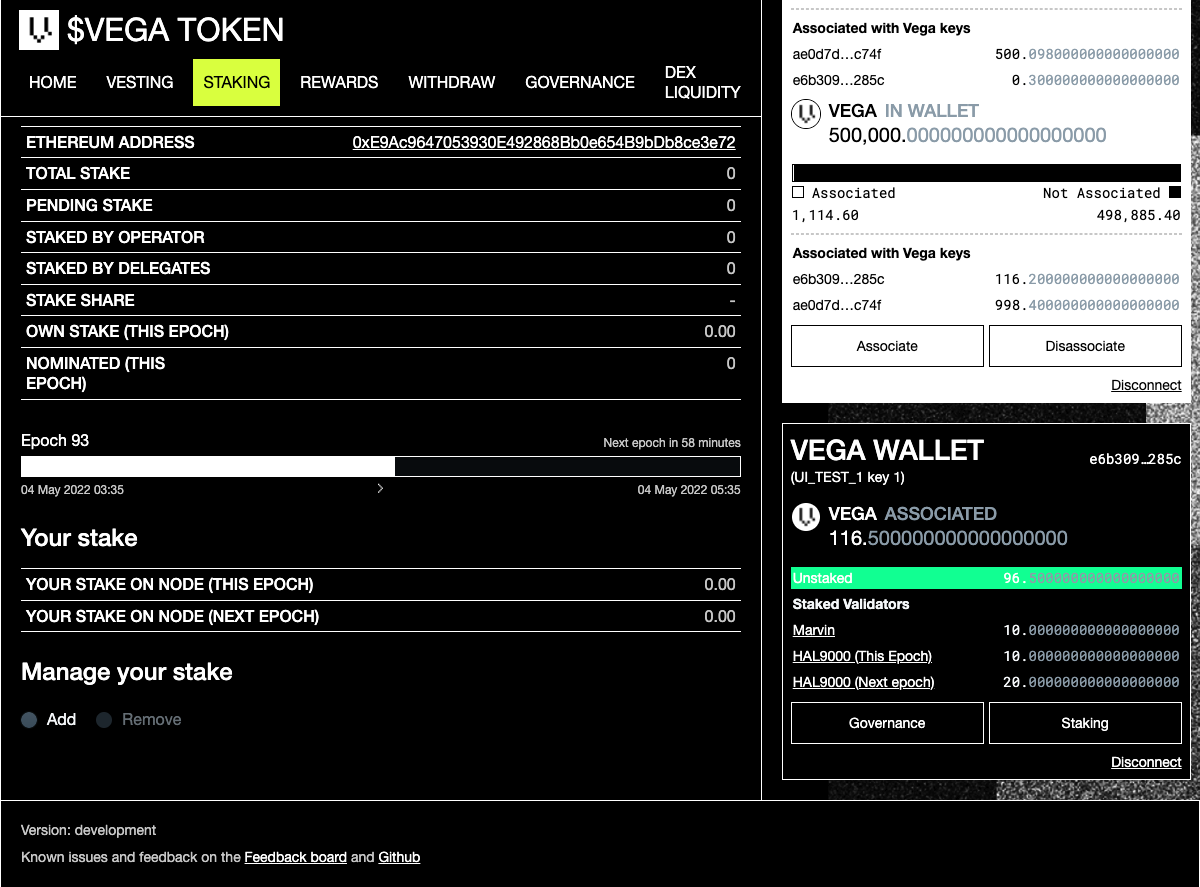 $VEGA TOKEN
HOME VESTING STAKING REWARDS WITHDRAW GOVERNANCE DEX LIQUIDITY
ETHEREUM ADDRESS 0xE9Ac9647053930E492868Bb0e654B9bDb8ce3e72
TOTAL STAKE 0
PENDING STAKE 0
STAKED BY OPERATOR 0
STAKED BY DELEGATES 0
STAKE SHARE -
OWN STAKE (THIS EPOCH) 0.00
NOMINATED (THIS EPOCH) 0
Epoch 93 Next epoch in 58 minutes
04 May 2022 03:35 04 May 2022 05:35
Your stake
YOUR STAKE ON NODE (THIS EPOCH) 0.00
YOUR STAKE ON NODE (NEXT EPOCH) 0.00
Manage your stake
Add Remove
Associated with Vega keys
ae0d7d…c74f 500.098000000000000000
e6b309…285c 0.300000000000000000
VEGA IN WALLET
500,000.000000000000000000
Associated Not Associated
1,114.60 498,885.40
Associated with Vega keys
e6b309…285c 116.200000000000000000
ae0d7d…c74f 998.400000000000000000
Associate Disassociate
Disconnect
VEGA WALLET e6b309…285c
(UI_TEST_1 key 1)
VEGA ASSOCIATED
116.500000000000000000
Unstaked 96.500000000000000000
Staked Validators
Marvin 10.000000000000000000
HAL9000 (This Epoch) 10.000000000000000000
HAL9000 (Next epoch) 20.000000000000000000
Governance Staking
Disconnect
Version: development
Known issues and feedback on the Feedback board and Github